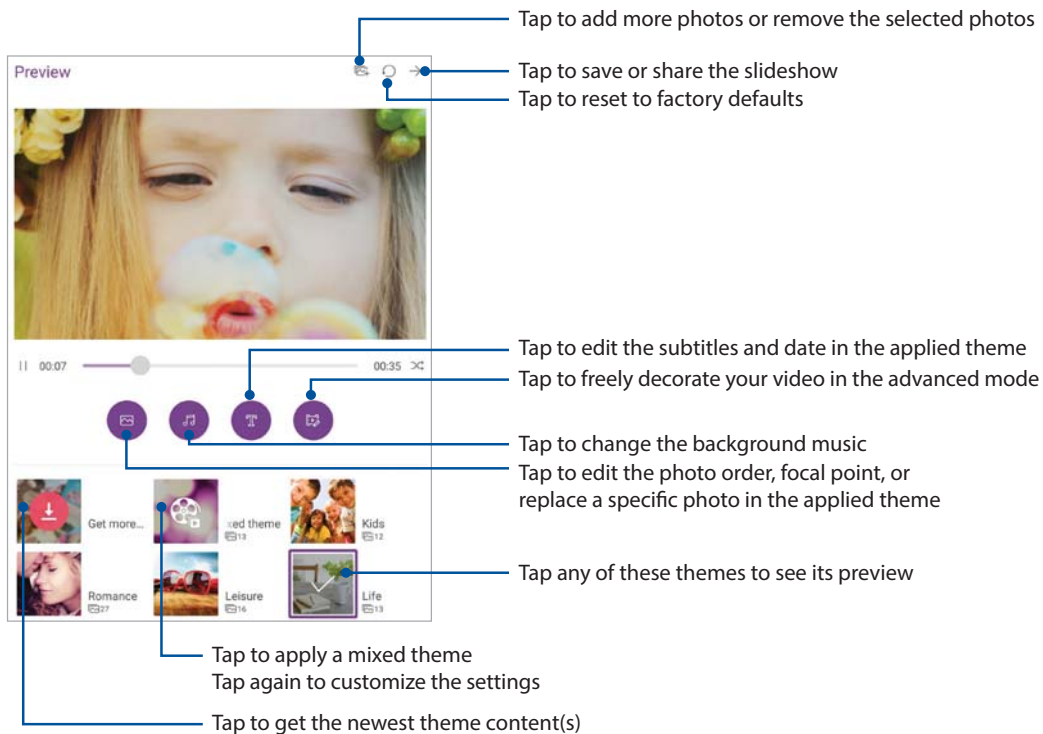 Tap to add more photos or remove the selected photos
Preview
Tap to save or share the slideshow
Tap to reset to factory defaults
Tap to edit the subtitles and date in the applied theme
00:07
00:35
Tap to freely decorate your video in the advanced mode
T
Tap to change the background music
Tap to edit the photo order, focal point, or
replace a specific photo in the applied theme
Get more...
xed theme
13
Kids
12
Tap any of these themes to see its preview
Romance
27
Leisure
16
Life
13
Tap to apply a mixed theme
Tap again to customize the settings
Tap to get the newest theme content(s)